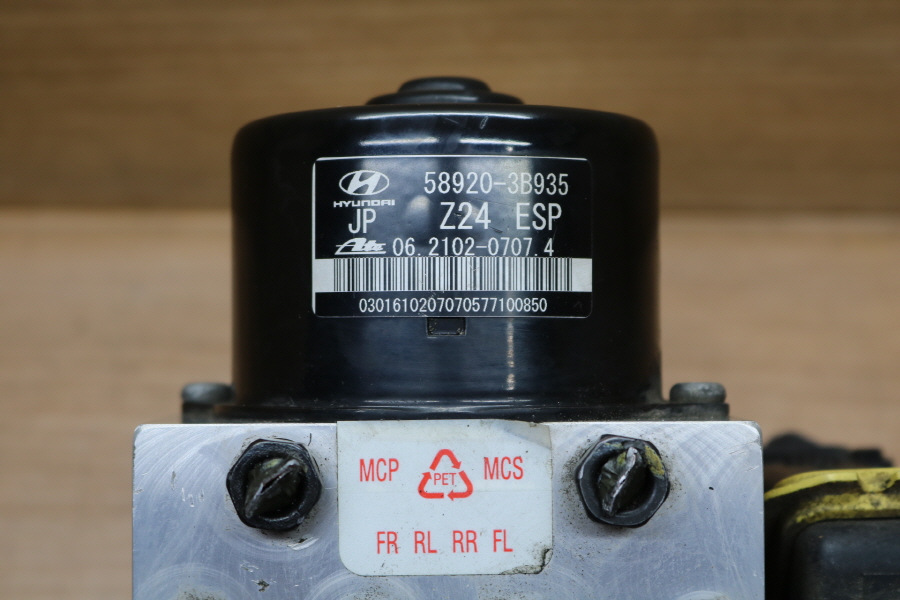 58920-3B935
HYUNDAI
JP Z24 ESP
Ate 06.2102-0707.4
0301610207070577100850
MCP PET MCS
FR RL RR FL